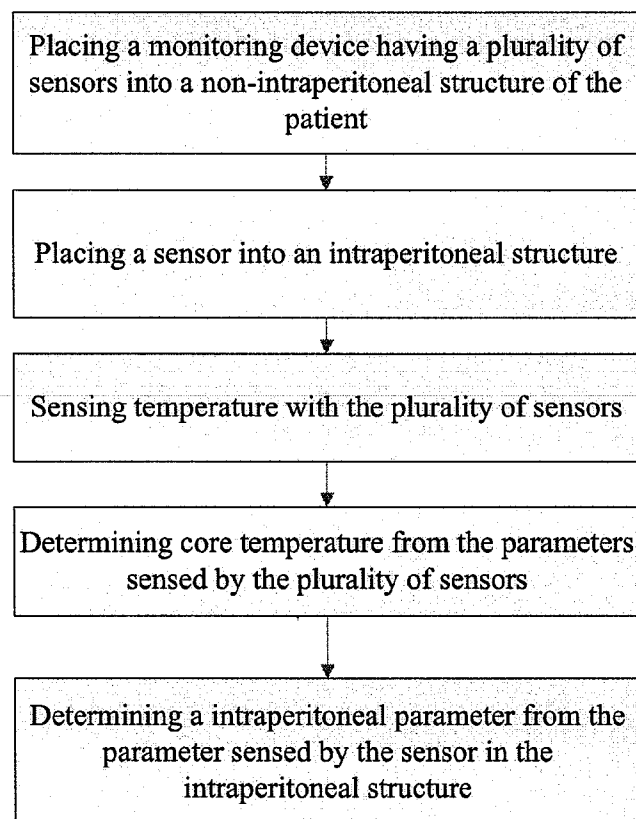 Placing a monitoring device having a plurality of
sensors into a non-intraperitoneal structure of the
patient
Placing a sensor into an intraperitoneal structure
Sensing temperature with the plurality of sensors
Determining core temperature from the parameters
sensed by the plurality of sensors
Determining a intraperitoneal parameter from the
parameter sensed by the sensor in the
intraperitoneal structure